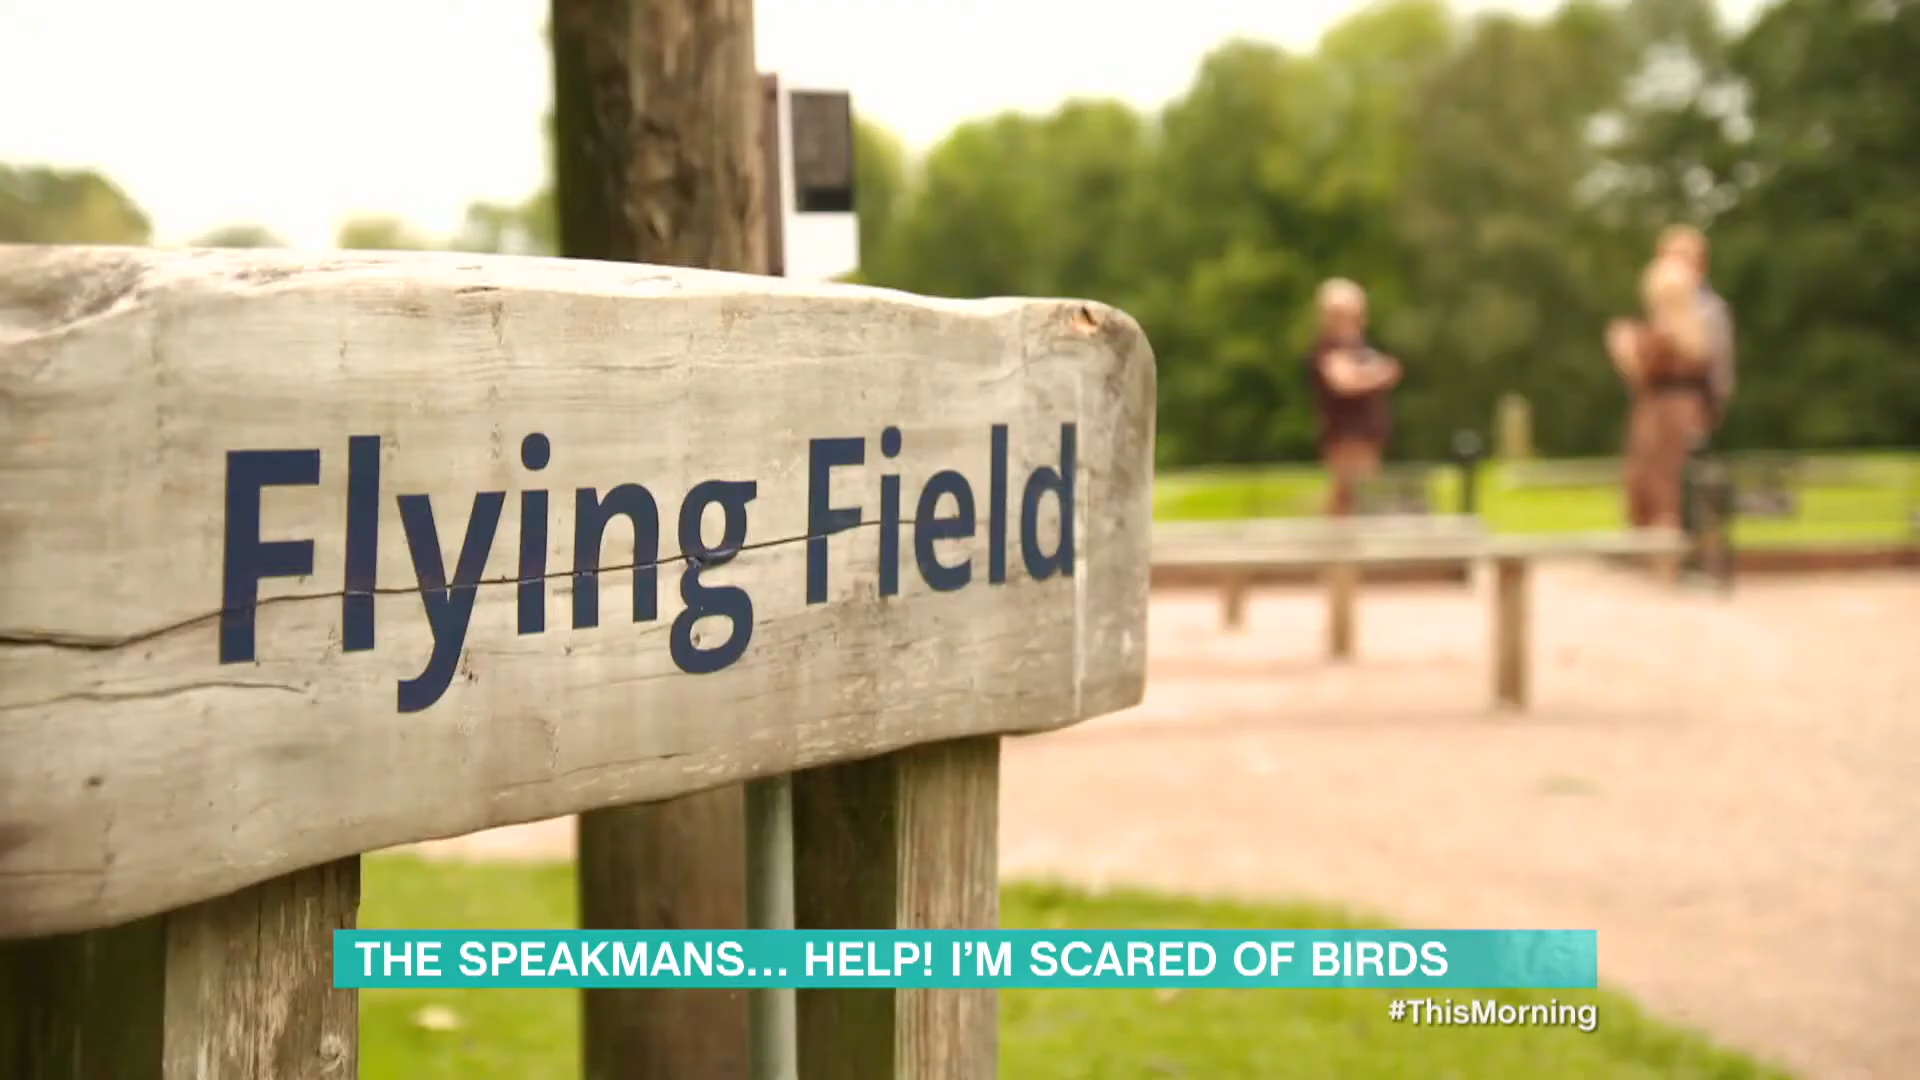 Flying Field
THE SPEAKMANS... HELP! I'M SCARED OF BIRDS
#ThisMorning